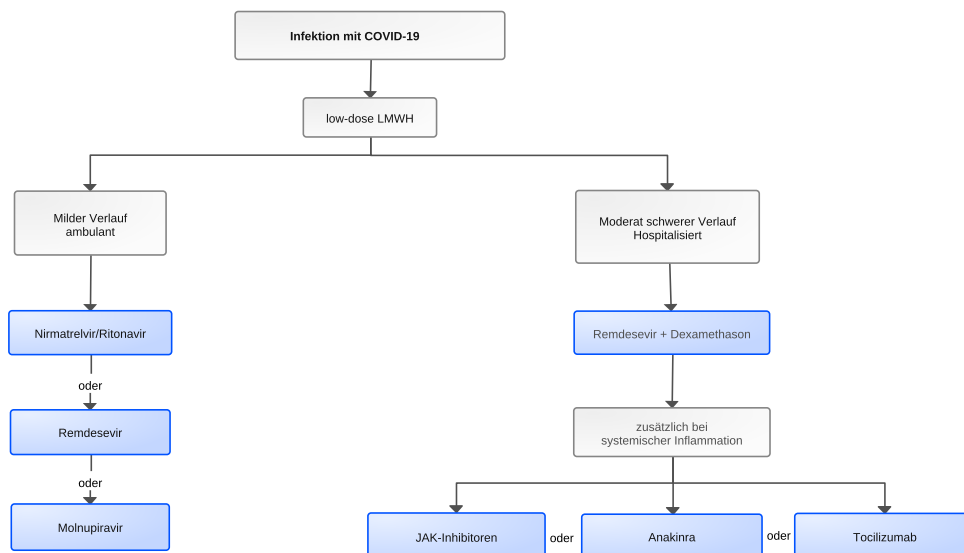 Infektion mit COVID-19
low-dose LMWH
Milder Verlauf
ambulant
Moderat schwerer Verlauf
Hospitalisiert
Nirmatrelvir/Ritonavir
Remdesevir + Dexamethason
oder
Remdesevir
zusätzlich bei
systemischer Inflammation
oder
Molnupiravir
JAK-Inhibitoren
oder
Anakinra
oder
Tocilizumab